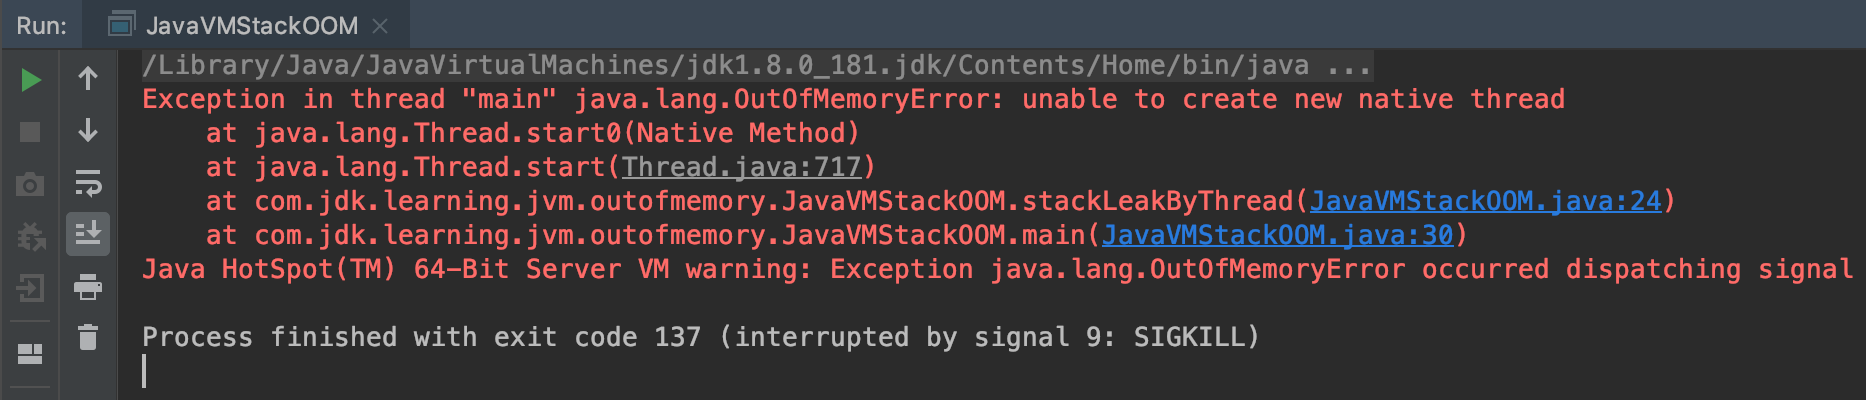 Run: JavaVMStackOOM
/Library/Java/JavaVirtualMachines/jdk1.8.0_181.jdk/Contents/Home/bin/java ...
Exception in thread "main" java.lang.OutOfMemoryError: unable to create new native thread
at java.lang.Thread.start0(Native Method)
at java.lang.Thread.start(Thread.java:717)
at com.jdk.learning.jvm.outofmemory.JavaVMStackOOM.stackLeakByThread(JavaVMStackOOM.java:24)
at com.jdk.learning.jvm.outofmemory.JavaVMStackOOM.main(JavaVMStackOOM.java:30)
Java HotSpot(TM) 64-Bit Server VM warning: Exception java.lang.OutOfMemoryError occurred dispatching signal
Process finished with exit code 137 (interrupted by signal 9: SIGKILL)